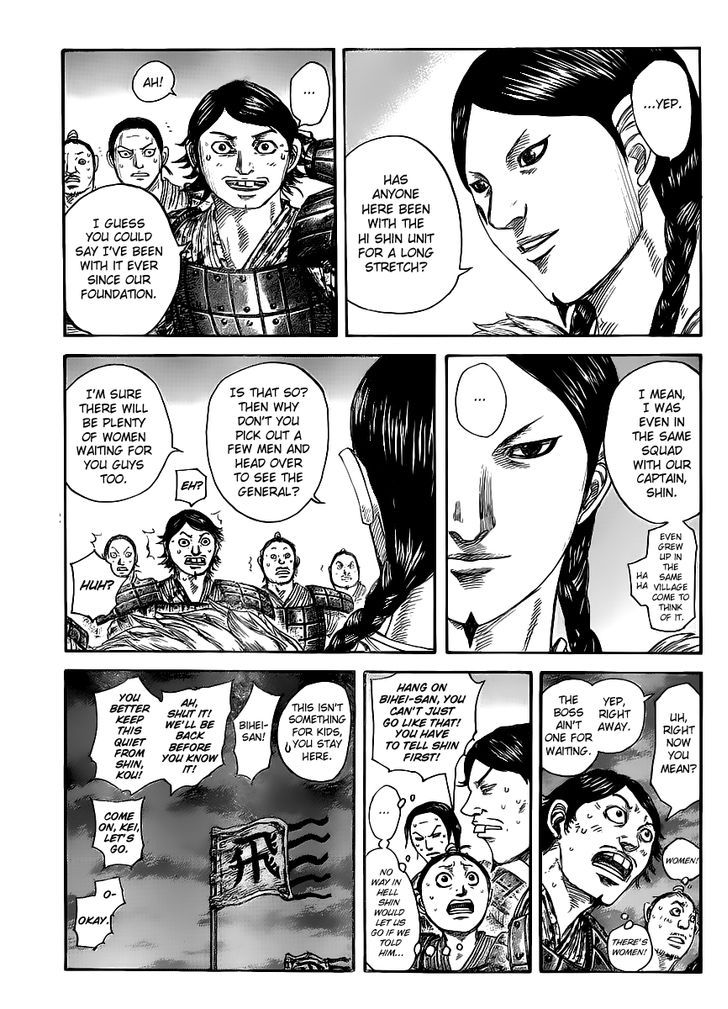 ...YEP.
HAS
ANYONE
HERE BEEN
WITH THE
HI SHIN UNIT
FOR A LONG
STRETCH?
...
AH!
I GUESS
YOU COULD
SAY I'VE BEEN
WITH IT EVER
SINCE OUR
FOUNDATION.
I MEAN,
I WAS
EVEN IN
THE SAME
SQUAD
WITH OUR
CAPTAIN,
SHIN.
EVEN
GREW
UP IN
THE
SAME
VILLAGE
COME TO
THINK
OF IT.
HA
HA
...
IS THAT SO?
THEN WHY
DON'T YOU
PICK OUT A
FEW MEN AND
HEAD OVER
TO SEE THE
GENERAL?
I'M SURE
THERE WILL
BE PLENTY
OF WOMEN
WAITING FOR
YOU GUYS
TOO.
EH?
HUH?
UH,
RIGHT
NOW
YOU
MEAN?
YEP,
RIGHT
AWAY.
THE
BOSS
AIN'T
ONE FOR
WAITING.
WOMEN!
THERE'S
WOMEN!
HANG ON
BIHEI-SAN, YOU
CAN'T JUST
GO LIKE THAT!
YOU HAVE
TO TELL SHIN
FIRST!
...
NO
WAY IN
HELL
SHIN
WOULD
LET US
GO IF WE
TOLD
HIM...
THIS ISN'T
SOMETHING
FOR KIDS,
YOU STAY
HERE.
BIHEI-
SAN!
AH,
SHUT IT!
WE'LL BE
BACK
BEFORE
YOU KNOW
IT!
YOU
BETTER
KEEP
THIS
QUIET
FROM
SHIN,
KOU!
COME
ON, KEI,
LET'S
GO.
O-
OKAY.
飛